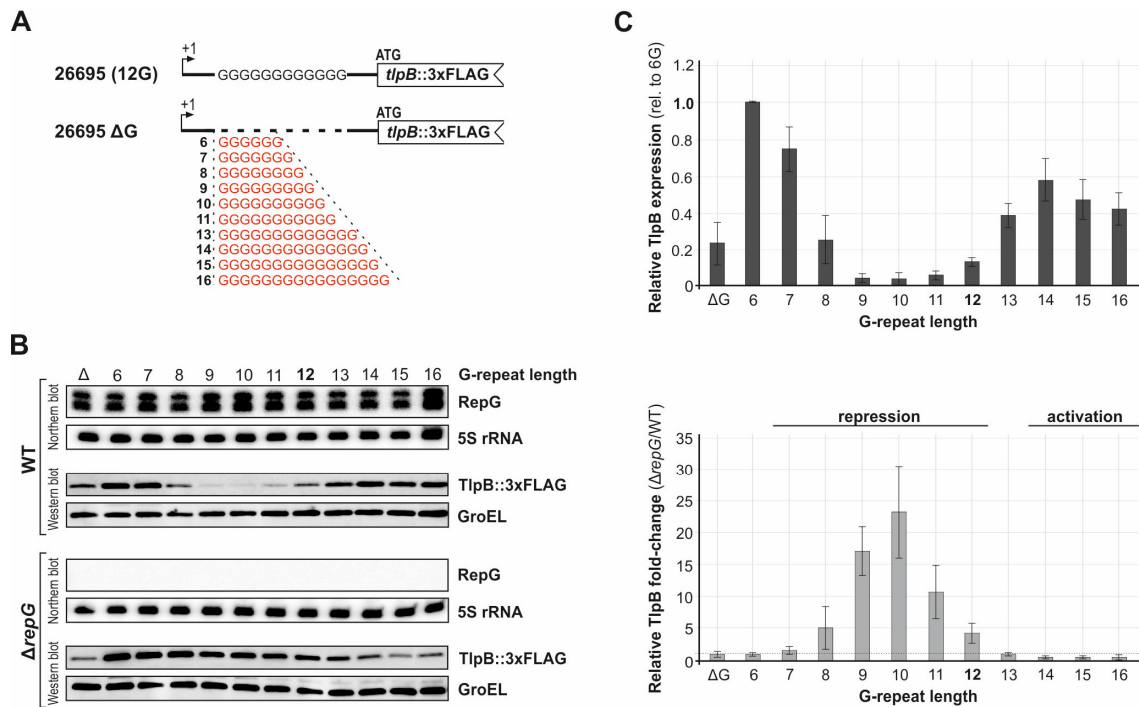 A
26695 (12G)
+1
GGGGGGGGGGGG
ATG
tlpB::3xFLAG
26695 ΔG
+1
ATG
tlpB::3xFLAG
6 GGGGGG
7 GGGGGGG
8 GGGGGGGG
9 GGGGGGGGG
10 GGGGGGGGGG
11 GGGGGGGGGGG
13 GGGGGGGGGGGGG
14 GGGGGGGGGGGGGG
15 GGGGGGGGGGGGGGG
16 GGGGGGGGGGGGGGGG
B
Δ 6 7 8 9 10 11 12 13 14 15 16 G-repeat length
WT
Northern blot
RepG
5S rRNA
Western blot
TlpB::3xFLAG
GroEL
ΔrepG
Northern blot
RepG
5S rRNA
Western blot
TlpB::3xFLAG
GroEL
C
Relative TlpB expression (rel. to 6G)
1.2
1.0
0.8
0.6
0.4
0.2
0
ΔG 6 7 8 9 10 11 12 13 14 15 16
G-repeat length
repression activation
Relative TlpB fold-change (ΔrepG/WT)
35
30
25
20
15
10
5
1
0
ΔG 6 7 8 9 10 11 12 13 14 15 16
G-repeat length